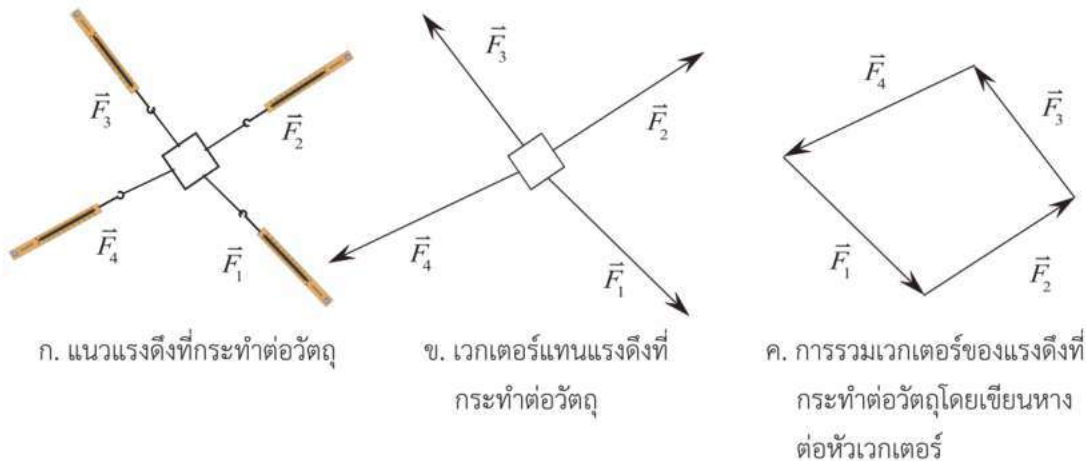 F₃
F₂
F₄
F₁
ก. แนวแรงดึงที่กระทำต่อวัตถุ
F₃
F₂
F₄
F₁
ข. เวกเตอร์แทนแรงดึงที่
กระทำต่อวัตถุ
F₄
F₃
F₁
F₂
ค. การรวมเวกเตอร์ของแรงดึงที่
กระทำต่อวัตถุโดยเขียนหาง
ต่อหัวเวกเตอร์